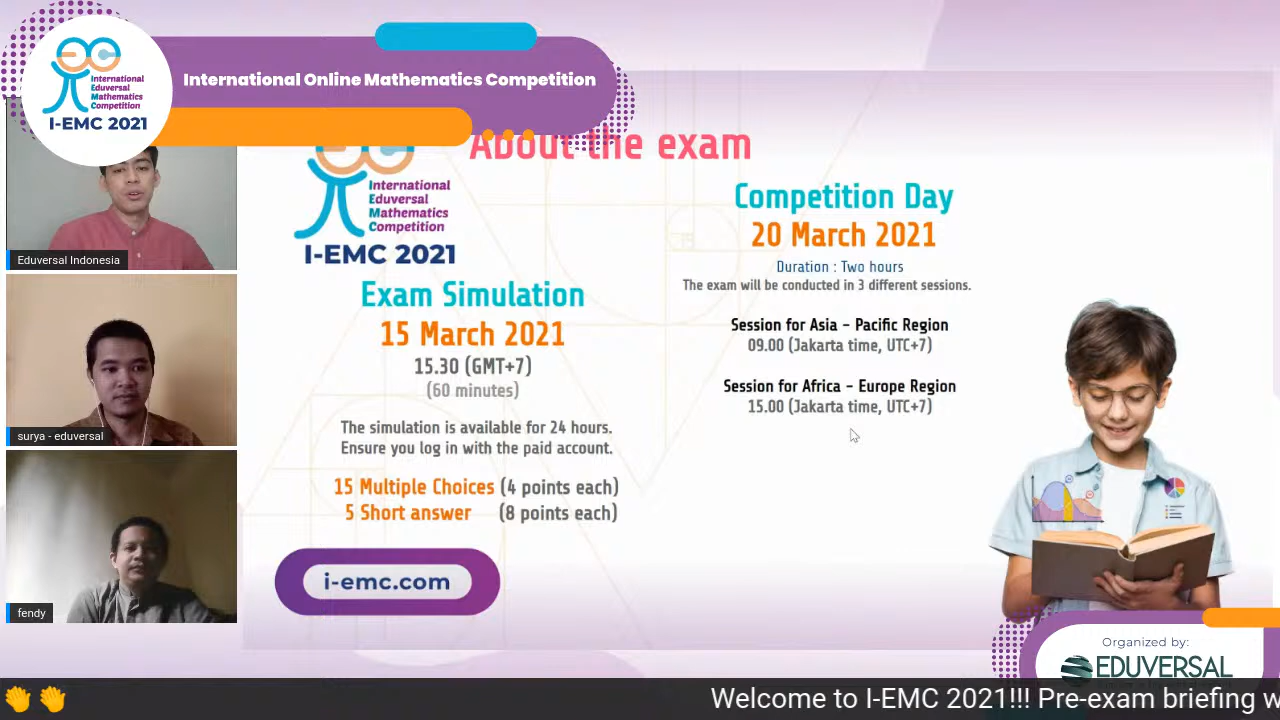 International Online Mathematics Competition
International
Eduversal
Mathematics
Competition
I-EMC 2021
About the exam
International
Eduversal
Mathematics
Competition
I-EMC 2021
Exam Simulation
15 March 2021
15.30 (GMT+7)
(60 minutes)
The simulation is available for 24 hours.
Ensure you log in with the paid account.
15 Multiple Choices (4 points each)
5 Short answer (8 points each)
i-emc.com
Competition Day
20 March 2021
Duration : Two hours
The exam will be conducted in 3 different sessions.
Session for Asia - Pacific Region
09.00 (Jakarta time, UTC+7)
Session for Africa - Europe Region
15.00 (Jakarta time, UTC+7)
Eduversal Indonesia
surya - eduversal
fendy
Organized by:
EDUVERSAL
Welcome to I-EMC 2021!!! Pre-exam briefing w